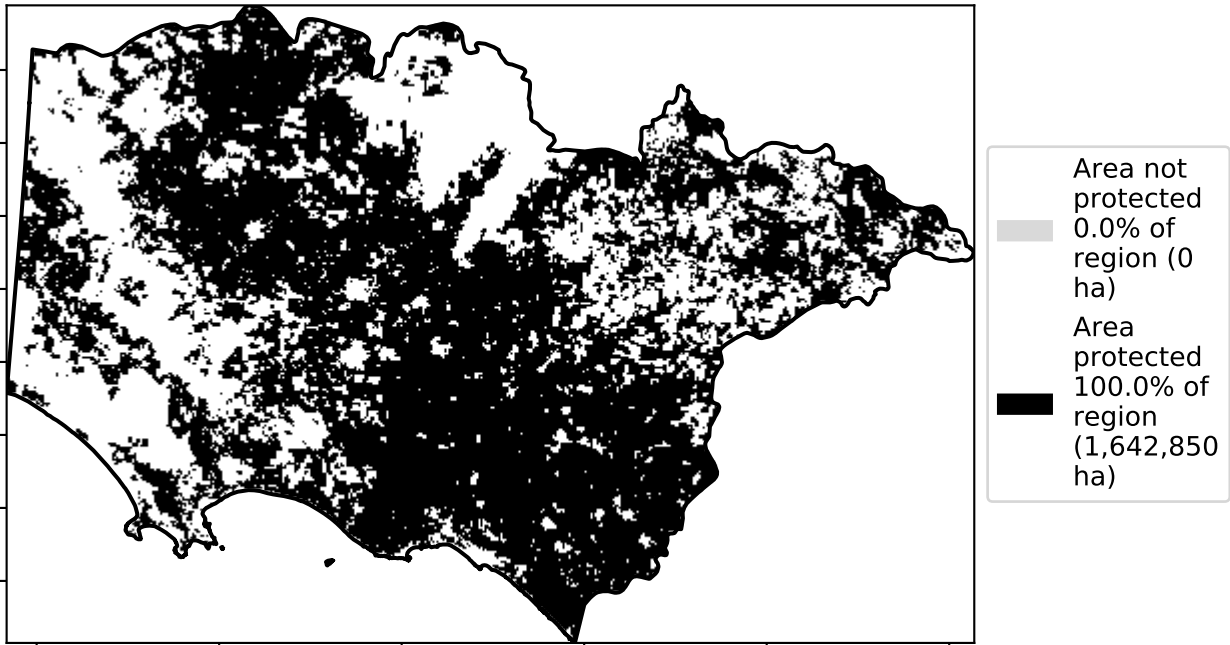 Area not
protected
0.0% of
region (0
ha)
Area
protected
100.0% of
region
(1,642,850
ha)